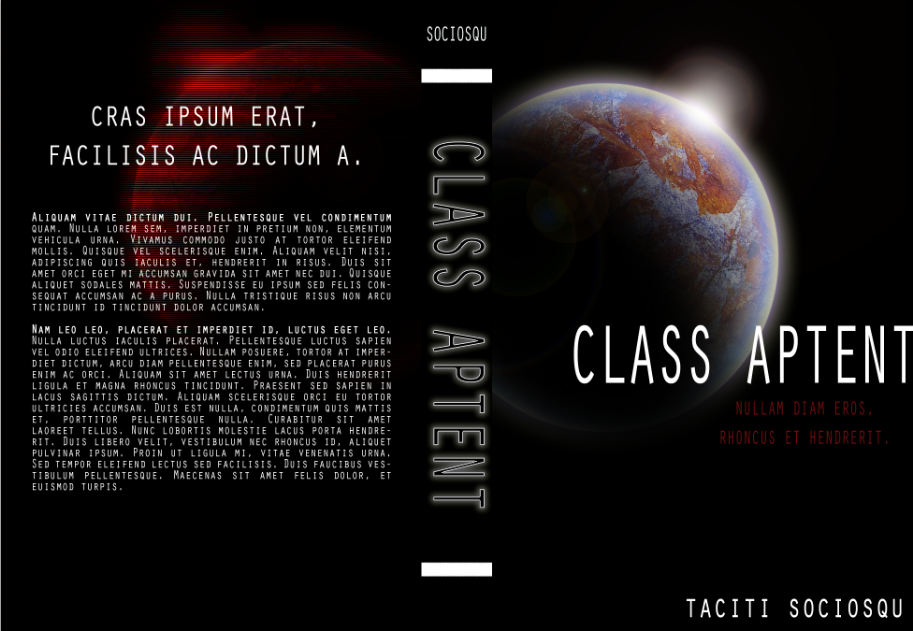 CRAS IPSUM ERAT,
FACILISIS AC DICTUM A.
ALIQUAM VITAE DICTUM DUI. PELLENTESQUE VEL CONDIMENTUM
QUAM. NULLA LOREM SEM, IMPERDIET IN PRETIUM NON, ELEMENTUM
VEHICULA URNA. VIVAMUS COMMODO JUSTO AT TORTOR ELEIFEND
MOLLIS. QUISQUE VEL SCELERISQUE ENIM. ALIQUAM VELIT NISI,
ADIPISCING QUIS IACULIS ET, HENDRERIT IN RISUS. DUIS SIT
AMET ORCI EGET MI ACCUMSAN GRAVIDA SIT AMET NEC DUI. QUISQUE
ALIQUET SODALES MATTIS. SUSPENDISSE EU IPSUM SED FELIS CON-
SEQUAT ACCUMSAN AC A PURUS. NULLA TRISTIQUE RISUS NON ARCU
TINCIDUNT ID TINCIDUNT DOLOR ACCUMSAN.
NAM LEO LEO, PLACERAT ET IMPERDIET ID, LUCTUS EGET LEO.
NULLA LUCTUS IACULIS PLACERAT. PELLENTESQUE LUCTUS SAPIEN
VEL ODIO ELEIFEND ULTRICES. NULLAM POSUERE, TORTOR AT IMPER-
DIET DICTUM, ARCU DIAM PELLENTESQUE ENIM, SED PLACERAT PURUS
ENIM AC ORCI. ALIQUAM SIT AMET LECTUS URNA. DUIS HENDRERIT
LIGULA ET MAGNA RHONCUS TINCIDUNT. PRAESENT SED SAPIEN IN
LACUS SAGITTIS DICTUM. ALIQUAM SCELERISQUE ORCI EU TORTOR
ULTRICIES ACCUMSAN. DUIS EST NULLA, CONDIMENTUM QUIS MATTIS
ET, PORTTITOR PELLENTESQUE NULLA. CURABITUR SIT AMET
LAOREET TELLUS. NUNC LOBORTIS MOLESTIE LACUS PORTA HENDRE-
RIT. DUIS LIBERO VELIT, VESTIBULUM NEC RHONCUS ID, ALIQUET
PULVINAR IPSUM. PROIN UT LIGULA MI, VITAE VENENATIS URNA.
SED TEMPOR ELEIFEND LECTUS SED FACILISIS. DUIS FAUCIBUS VES-
TIBULUM PELLENTESQUE. MAECENAS SIT AMET FELIS DOLOR, ET
EUISMOD TURPIS.
SOCIOSQU
CLASS APTENT
CLASS APTENT
NULLAM DIAM EROS,
RHONCUS ET HENDRERIT.
TACITI SOCIOSQU